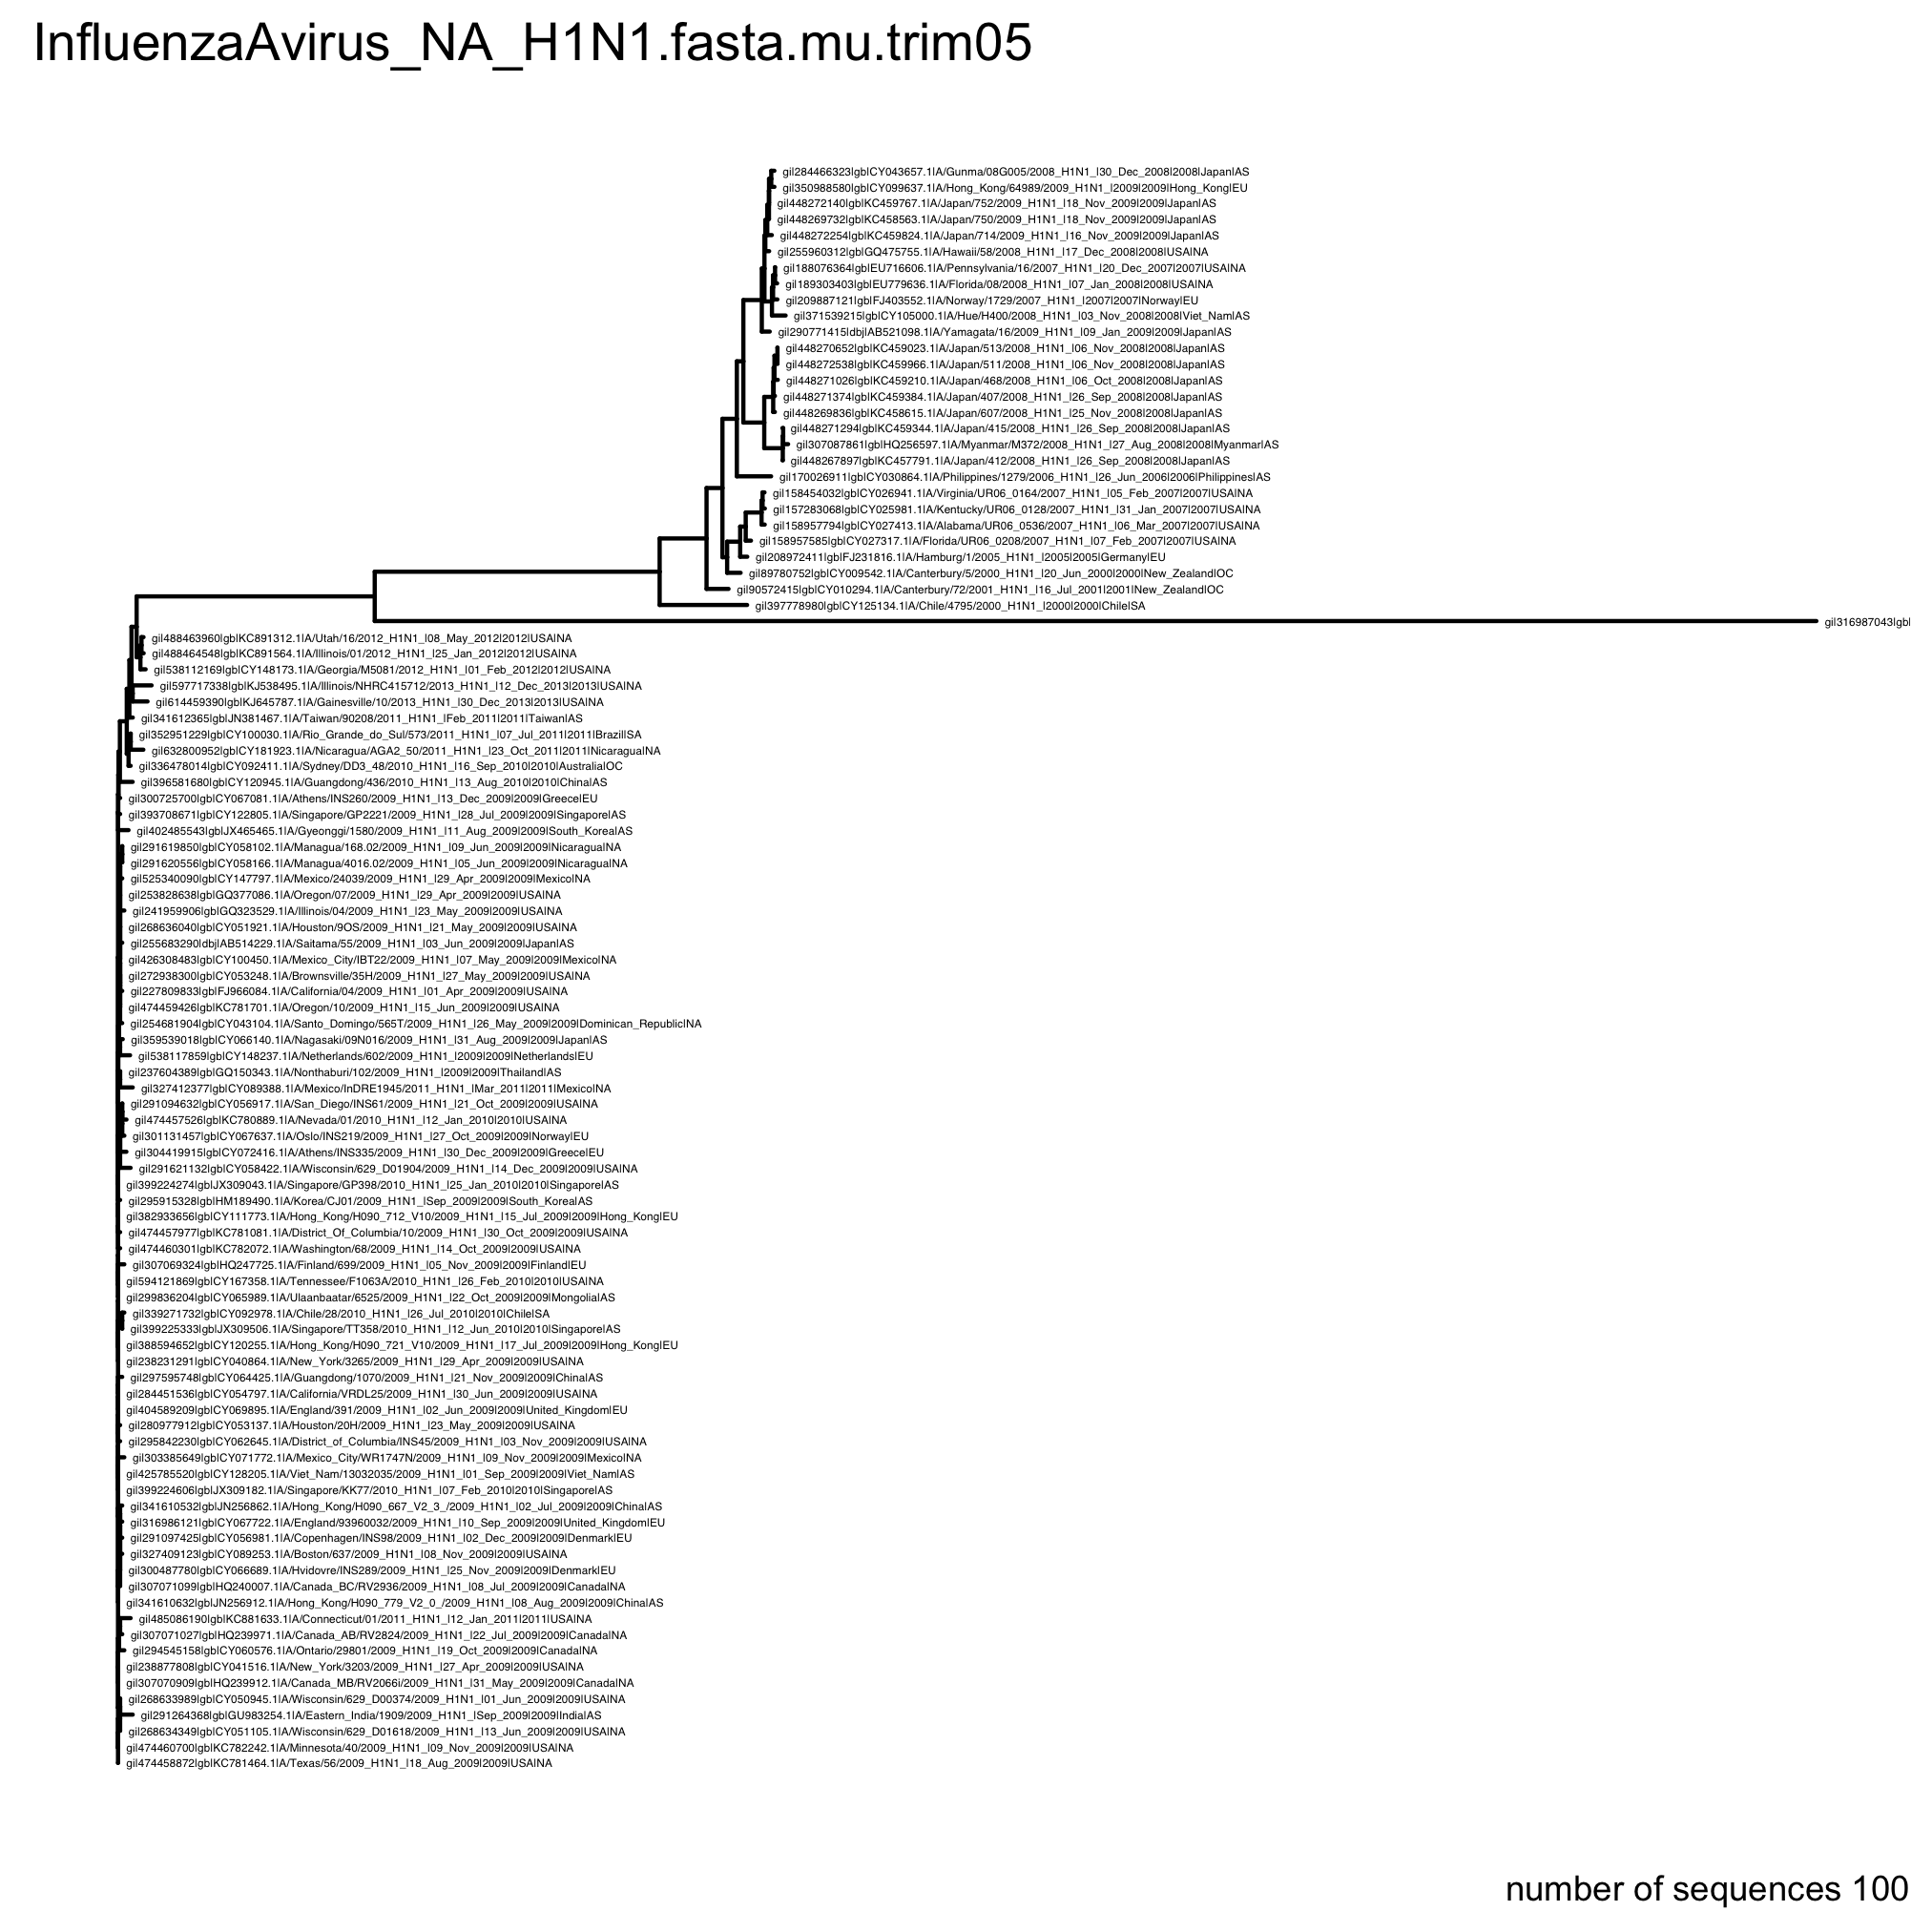 InfluenzaAvirus_NA_H1N1.fasta.mu.trim05
gi|284466323|gb|CY043657.1|A/Gunma/08G005/2008_H1N1_|30_Dec_2008|2008|Japan|AS
gi|350988580|gb|CY099637.1|A/Hong_Kong/64989/2009_H1N1_|2009|2009|Hong_Kong|EU
gi|448272140|gb|KC459767.1|A/Japan/752/2009_H1N1_|18_Nov_2009|2009|Japan|AS
gi|448269732|gb|KC458563.1|A/Japan/750/2009_H1N1_|18_Nov_2009|2009|Japan|AS
gi|448272254|gb|KC459824.1|A/Japan/714/2009_H1N1_|16_Nov_2009|2009|Japan|AS
gi|255960312|gb|GQ475755.1|A/Hawaii/58/2008_H1N1_|17_Dec_2008|2008|USA|NA
gi|188076364|gb|EU716606.1|A/Pennsylvania/16/2007_H1N1_|20_Dec_2007|2007|USA|NA
gi|189303403|gb|EU779636.1|A/Florida/08/2008_H1N1_|07_Jan_2008|2008|USA|NA
gi|209887121|gb|FJ403552.1|A/Norway/1729/2007_H1N1_|2007|2007|Norway|EU
gi|371539215|gb|CY105000.1|A/Hue/H400/2008_H1N1_|03_Nov_2008|2008|Viet_Nam|AS
gi|290771415|dbj|AB521098.1|A/Yamagata/16/2009_H1N1_|09_Jan_2009|2009|Japan|AS
gi|448270652|gb|KC459023.1|A/Japan/513/2008_H1N1_|06_Nov_2008|2008|Japan|AS
gi|448272538|gb|KC459966.1|A/Japan/511/2008_H1N1_|06_Nov_2008|2008|Japan|AS
gi|448271026|gb|KC459210.1|A/Japan/468/2008_H1N1_|06_Oct_2008|2008|Japan|AS
gi|448271374|gb|KC459384.1|A/Japan/407/2008_H1N1_|26_Sep_2008|2008|Japan|AS
gi|448269836|gb|KC458615.1|A/Japan/607/2008_H1N1_|25_Nov_2008|2008|Japan|AS
gi|448271294|gb|KC459344.1|A/Japan/415/2008_H1N1_|26_Sep_2008|2008|Japan|AS
gi|307087861|gb|HQ256597.1|A/Myanmar/M372/2008_H1N1_|27_Aug_2008|2008|Myanmar|AS
gi|448267897|gb|KC457791.1|A/Japan/412/2008_H1N1_|26_Sep_2008|2008|Japan|AS
gi|170026911|gb|CY030864.1|A/Philippines/1279/2006_H1N1_|26_Jun_2006|2006|Philippines|AS
gi|158454032|gb|CY026941.1|A/Virginia/UR06_0164/2007_H1N1_|05_Feb_2007|2007|USA|NA
gi|157283068|gb|CY025981.1|A/Kentucky/UR06_0128/2007_H1N1_|31_Jan_2007|2007|USA|NA
gi|158957794|gb|CY027413.1|A/Alabama/UR06_0536/2007_H1N1_|06_Mar_2007|2007|USA|NA
gi|158957585|gb|CY027317.1|A/Florida/UR06_0208/2007_H1N1_|07_Feb_2007|2007|USA|NA
gi|208972411|gb|FJ231816.1|A/Hamburg/1/2005_H1N1_|2005|2005|Germany|EU
gi|89780752|gb|CY009542.1|A/Canterbury/5/2000_H1N1_|20_Jun_2000|2000|New_Zealand|OC
gi|90572415|gb|CY010294.1|A/Canterbury/72/2001_H1N1_|16_Jul_2001|2001|New_Zealand|OC
gi|397778980|gb|CY125134.1|A/Chile/4795/2000_H1N1_|2000|2000|Chile|SA
gi|316987043|gb|
gi|488463960|gb|KC891312.1|A/Utah/16/2012_H1N1_|08_May_2012|2012|USA|NA
gi|488464548|gb|KC891564.1|A/Illinois/01/2012_H1N1_|25_Jan_2012|2012|USA|NA
gi|538112169|gb|CY148173.1|A/Georgia/M5081/2012_H1N1_|01_Feb_2012|2012|USA|NA
gi|597717338|gb|KJ538495.1|A/Illinois/NHRC415712/2013_H1N1_|12_Dec_2013|2013|USA|NA
gi|614459390|gb|KJ645787.1|A/Gainesville/10/2013_H1N1_|30_Dec_2013|2013|USA|NA
gi|341612365|gb|JN381467.1|A/Taiwan/90208/2011_H1N1_|Feb_2011|2011|Taiwan|AS
gi|352951229|gb|CY100030.1|A/Rio_Grande_do_Sul/573/2011_H1N1_|07_Jul_2011|2011|Brazil|SA
gi|632800952|gb|CY181923.1|A/Nicaragua/AGA2_50/2011_H1N1_|23_Oct_2011|2011|Nicaragua|NA
gi|336478014|gb|CY092411.1|A/Sydney/DD3_48/2010_H1N1_|16_Sep_2010|2010|Australia|OC
gi|396581680|gb|CY120945.1|A/Guangdong/436/2010_H1N1_|13_Aug_2010|2010|China|AS
gi|300725700|gb|CY067081.1|A/Athens/INS260/2009_H1N1_|13_Dec_2009|2009|Greece|EU
gi|393708671|gb|CY122805.1|A/Singapore/GP2221/2009_H1N1_|28_Jul_2009|2009|Singapore|AS
gi|402485543|gb|JX465465.1|A/Gyeonggi/1580/2009_H1N1_|11_Aug_2009|2009|South_Korea|AS
gi|291619850|gb|CY058102.1|A/Managua/168.02/2009_H1N1_|09_Jun_2009|2009|Nicaragua|NA
gi|291620556|gb|CY058166.1|A/Managua/4016.02/2009_H1N1_|05_Jun_2009|2009|Nicaragua|NA
gi|525340090|gb|CY147797.1|A/Mexico/24039/2009_H1N1_|29_Apr_2009|2009|Mexico|NA
gi|253828638|gb|GQ377086.1|A/Oregon/07/2009_H1N1_|29_Apr_2009|2009|USA|NA
gi|241959906|gb|GQ323529.1|A/Illinois/04/2009_H1N1_|23_May_2009|2009|USA|NA
gi|268636040|gb|CY051921.1|A/Houston/9OS/2009_H1N1_|21_May_2009|2009|USA|NA
gi|255683290|dbj|AB514229.1|A/Saitama/55/2009_H1N1_|03_Jun_2009|2009|Japan|AS
gi|426308483|gb|CY100450.1|A/Mexico_City/IBT22/2009_H1N1_|07_May_2009|2009|Mexico|NA
gi|272938300|gb|CY053248.1|A/Brownsville/35H/2009_H1N1_|27_May_2009|2009|USA|NA
gi|227809833|gb|FJ966084.1|A/California/04/2009_H1N1_|01_Apr_2009|2009|USA|NA
gi|474459426|gb|KC781701.1|A/Oregon/10/2009_H1N1_|15_Jun_2009|2009|USA|NA
gi|254681904|gb|CY043104.1|A/Santo_Domingo/565T/2009_H1N1_|26_May_2009|2009|Dominican_Republic|NA
gi|359539018|gb|CY066140.1|A/Nagasaki/09N016/2009_H1N1_|31_Aug_2009|2009|Japan|AS
gi|538117859|gb|CY148237.1|A/Netherlands/602/2009_H1N1_|2009|2009|Netherlands|EU
gi|237604389|gb|GQ150343.1|A/Nonthaburi/102/2009_H1N1_|2009|2009|Thailand|AS
gi|327412377|gb|CY089388.1|A/Mexico/InDRE1945/2011_H1N1_|Mar_2011|2011|Mexico|NA
gi|291094632|gb|CY056917.1|A/San_Diego/INS61/2009_H1N1_|21_Oct_2009|2009|USA|NA
gi|474457526|gb|KC780889.1|A/Nevada/01/2010_H1N1_|12_Jan_2010|2010|USA|NA
gi|301131457|gb|CY067637.1|A/Oslo/INS219/2009_H1N1_|27_Oct_2009|2009|Norway|EU
gi|304419915|gb|CY072416.1|A/Athens/INS335/2009_H1N1_|30_Dec_2009|2009|Greece|EU
gi|291621132|gb|CY058422.1|A/Wisconsin/629_D01904/2009_H1N1_|14_Dec_2009|2009|USA|NA
gi|399224274|gb|JX309043.1|A/Singapore/GP398/2010_H1N1_|25_Jan_2010|2010|Singapore|AS
gi|295915328|gb|HM189490.1|A/Korea/CJ01/2009_H1N1_|Sep_2009|2009|South_Korea|AS
gi|382933656|gb|CY111773.1|A/Hong_Kong/H090_712_V10/2009_H1N1_|15_Jul_2009|2009|Hong_Kong|EU
gi|474457977|gb|KC781081.1|A/District_Of_Columbia/10/2009_H1N1_|30_Oct_2009|2009|USA|NA
gi|474460301|gb|KC782072.1|A/Washington/68/2009_H1N1_|14_Oct_2009|2009|USA|NA
gi|307069324|gb|HQ247725.1|A/Finland/699/2009_H1N1_|05_Nov_2009|2009|Finland|EU
gi|594121869|gb|CY167358.1|A/Tennessee/F1063A/2010_H1N1_|26_Feb_2010|2010|USA|NA
gi|299836204|gb|CY065989.1|A/Ulaanbaatar/6525/2009_H1N1_|22_Oct_2009|2009|Mongolia|AS
gi|339271732|gb|CY092978.1|A/Chile/28/2010_H1N1_|26_Jul_2010|2010|Chile|SA
gi|399225333|gb|JX309506.1|A/Singapore/TT358/2010_H1N1_|12_Jun_2010|2010|Singapore|AS
gi|388594652|gb|CY120255.1|A/Hong_Kong/H090_721_V10/2009_H1N1_|17_Jul_2009|2009|Hong_Kong|EU
gi|238231291|gb|CY040864.1|A/New_York/3265/2009_H1N1_|29_Apr_2009|2009|USA|NA
gi|297595748|gb|CY064425.1|A/Guangdong/1070/2009_H1N1_|21_Nov_2009|2009|China|AS
gi|284451536|gb|CY054797.1|A/California/VRDL25/2009_H1N1_|30_Jun_2009|2009|USA|NA
gi|404589209|gb|CY069895.1|A/England/391/2009_H1N1_|02_Jun_2009|2009|United_Kingdom|EU
gi|280977912|gb|CY053137.1|A/Houston/20H/2009_H1N1_|23_May_2009|2009|USA|NA
gi|295842230|gb|CY062645.1|A/District_of_Columbia/INS45/2009_H1N1_|03_Nov_2009|2009|USA|NA
gi|303385649|gb|CY071772.1|A/Mexico_City/WR1747N/2009_H1N1_|09_Nov_2009|2009|Mexico|NA
gi|425785520|gb|CY128205.1|A/Viet_Nam/13032035/2009_H1N1_|01_Sep_2009|2009|Viet_Nam|AS
gi|399224606|gb|JX309182.1|A/Singapore/KK77/2010_H1N1_|07_Feb_2010|2010|Singapore|AS
gi|341610532|gb|JN256862.1|A/Hong_Kong/H090_667_V2_3_/2009_H1N1_|02_Jul_2009|2009|China|AS
gi|316986121|gb|CY067722.1|A/England/93960032/2009_H1N1_|10_Sep_2009|2009|United_Kingdom|EU
gi|291097425|gb|CY056981.1|A/Copenhagen/INS98/2009_H1N1_|02_Dec_2009|2009|Denmark|EU
gi|327409123|gb|CY089253.1|A/Boston/637/2009_H1N1_|08_Nov_2009|2009|USA|NA
gi|300487780|gb|CY066689.1|A/Hvidovre/INS289/2009_H1N1_|25_Nov_2009|2009|Denmark|EU
gi|307071099|gb|HQ240007.1|A/Canada_BC/RV2936/2009_H1N1_|08_Jul_2009|2009|Canada|NA
gi|341610632|gb|JN256912.1|A/Hong_Kong/H090_779_V2_0_/2009_H1N1_|08_Aug_2009|2009|China|AS
gi|485086190|gb|KC881633.1|A/Connecticut/01/2011_H1N1_|12_Jan_2011|2011|USA|NA
gi|307071027|gb|HQ239971.1|A/Canada_AB/RV2824/2009_H1N1_|22_Jul_2009|2009|Canada|NA
gi|294545158|gb|CY060576.1|A/Ontario/29801/2009_H1N1_|19_Oct_2009|2009|Canada|NA
gi|238877808|gb|CY041516.1|A/New_York/3203/2009_H1N1_|27_Apr_2009|2009|USA|NA
gi|307070909|gb|HQ239912.1|A/Canada_MB/RV2066i/2009_H1N1_|31_May_2009|2009|Canada|NA
gi|268633989|gb|CY050945.1|A/Wisconsin/629_D00374/2009_H1N1_|01_Jun_2009|2009|USA|NA
gi|291264368|gb|GU983254.1|A/Eastern_India/1909/2009_H1N1_|Sep_2009|2009|India|AS
gi|268634349|gb|CY051105.1|A/Wisconsin/629_D01618/2009_H1N1_|13_Jun_2009|2009|USA|NA
gi|474460700|gb|KC782242.1|A/Minnesota/40/2009_H1N1_|09_Nov_2009|2009|USA|NA
gi|474458872|gb|KC781464.1|A/Texas/56/2009_H1N1_|18_Aug_2009|2009|USA|NA
number of sequences 100